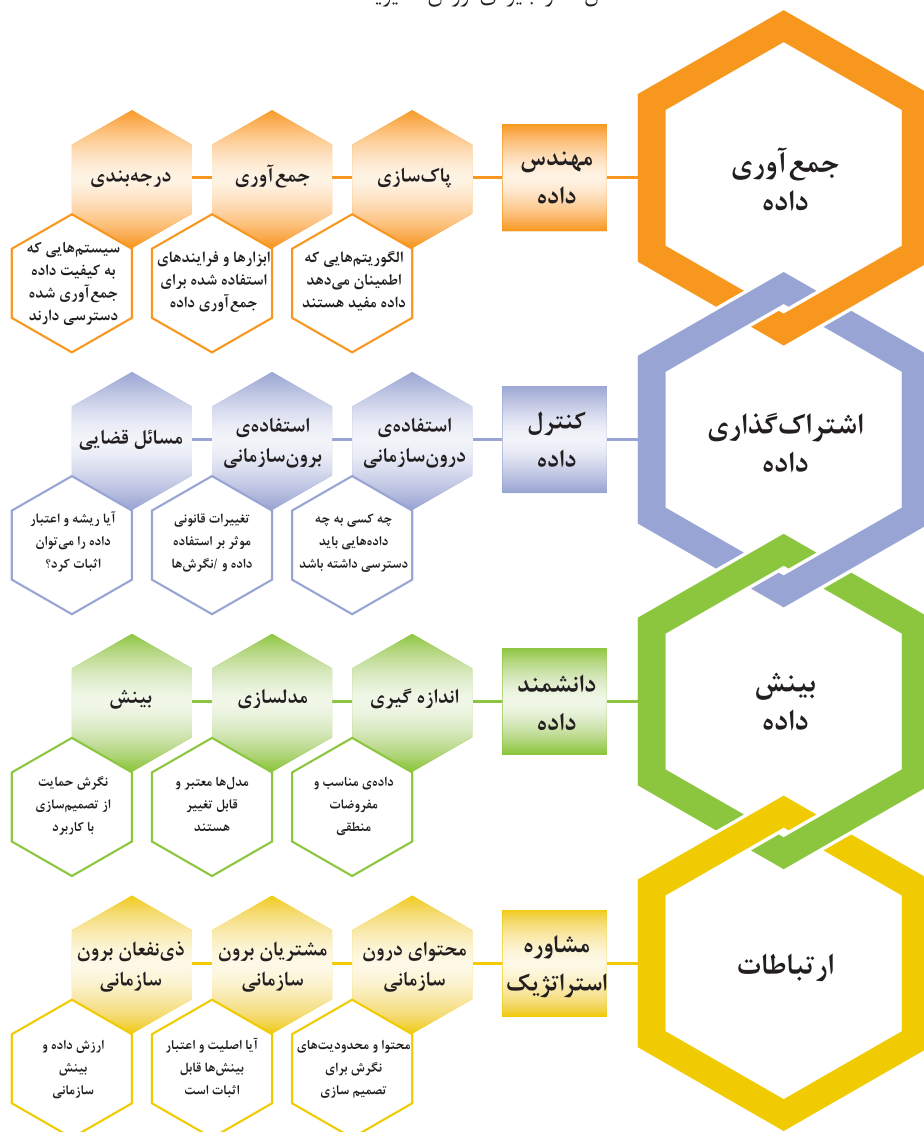 جمع‌آوری
داده
مهندس
داده
پاک‌سازی
الگوریتم‌هایی که
اطمینان می‌دهد
داده مفید هستند
جمع‌آوری
ابزارها و فرایندهای
استفاده شده برای
جمع‌آوری داده
درجه‌بندی
سیستم‌هایی که
به کیفیت داده
جمع‌آوری شده
دسترسی دارند
اشتراک‌گذاری
داده
کنترل
داده
استفاده‌ی
درون‌سازمانی
چه کسی به چه
داده‌هایی باید
دسترسی داشته باشد
استفاده‌ی
برون‌سازمانی
تغییرات قانونی
موثر بر استفاده
داده و /نگرش‌ها
مسائل قضایی
آیا ریشه و اعتبار
داده را می‌توان
اثبات کرد؟
بینش
داده
دانشمند
داده
اندازه گیری
داده‌ی مناسب و
مفروضات
منطقی
مدلسازی
مدل‌ها معتبر و
قابل تغییر
هستند
بینش
نگرش حمایت
از تصمیم‌سازی
با کاربرد
ارتباطات
مشاوره
استراتژیک
محتوای درون
سازمانی
محتوا و محدودیت‌های
نگرش برای
تصمیم سازی
مشتریان برون
سازمانی
آیا اصلیت و اعتبار
بینش‌ها قابل
اثبات است
ذی‌نفعان برون
سازمانی
ارزش داده و
بینش
سازمانی